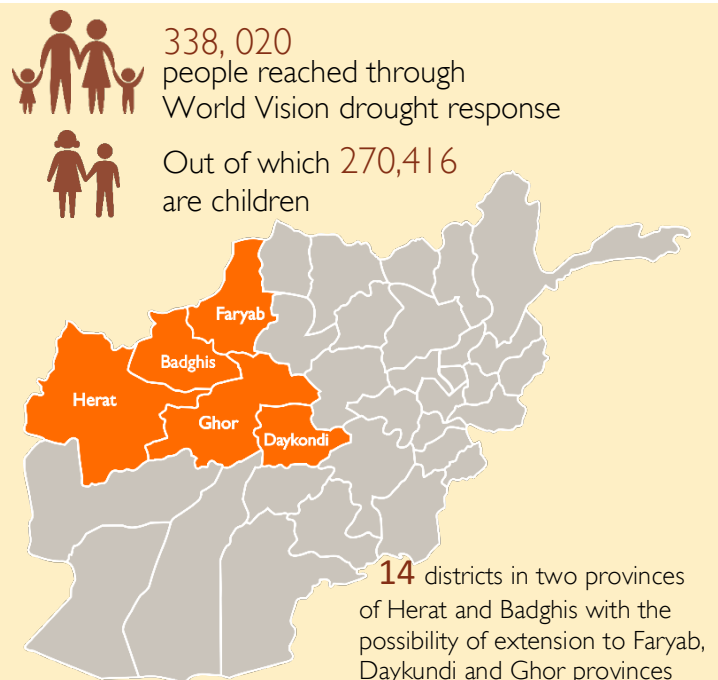 338, 020
people reached through
World Vision drought response
Out of which 270,416
are children
Faryab
Badghis
Herat
Ghor
Daykondi
14 districts in two provinces
of Herat and Badghis with the
possibility of extension to Faryab,
Daykundi and Ghor provinces